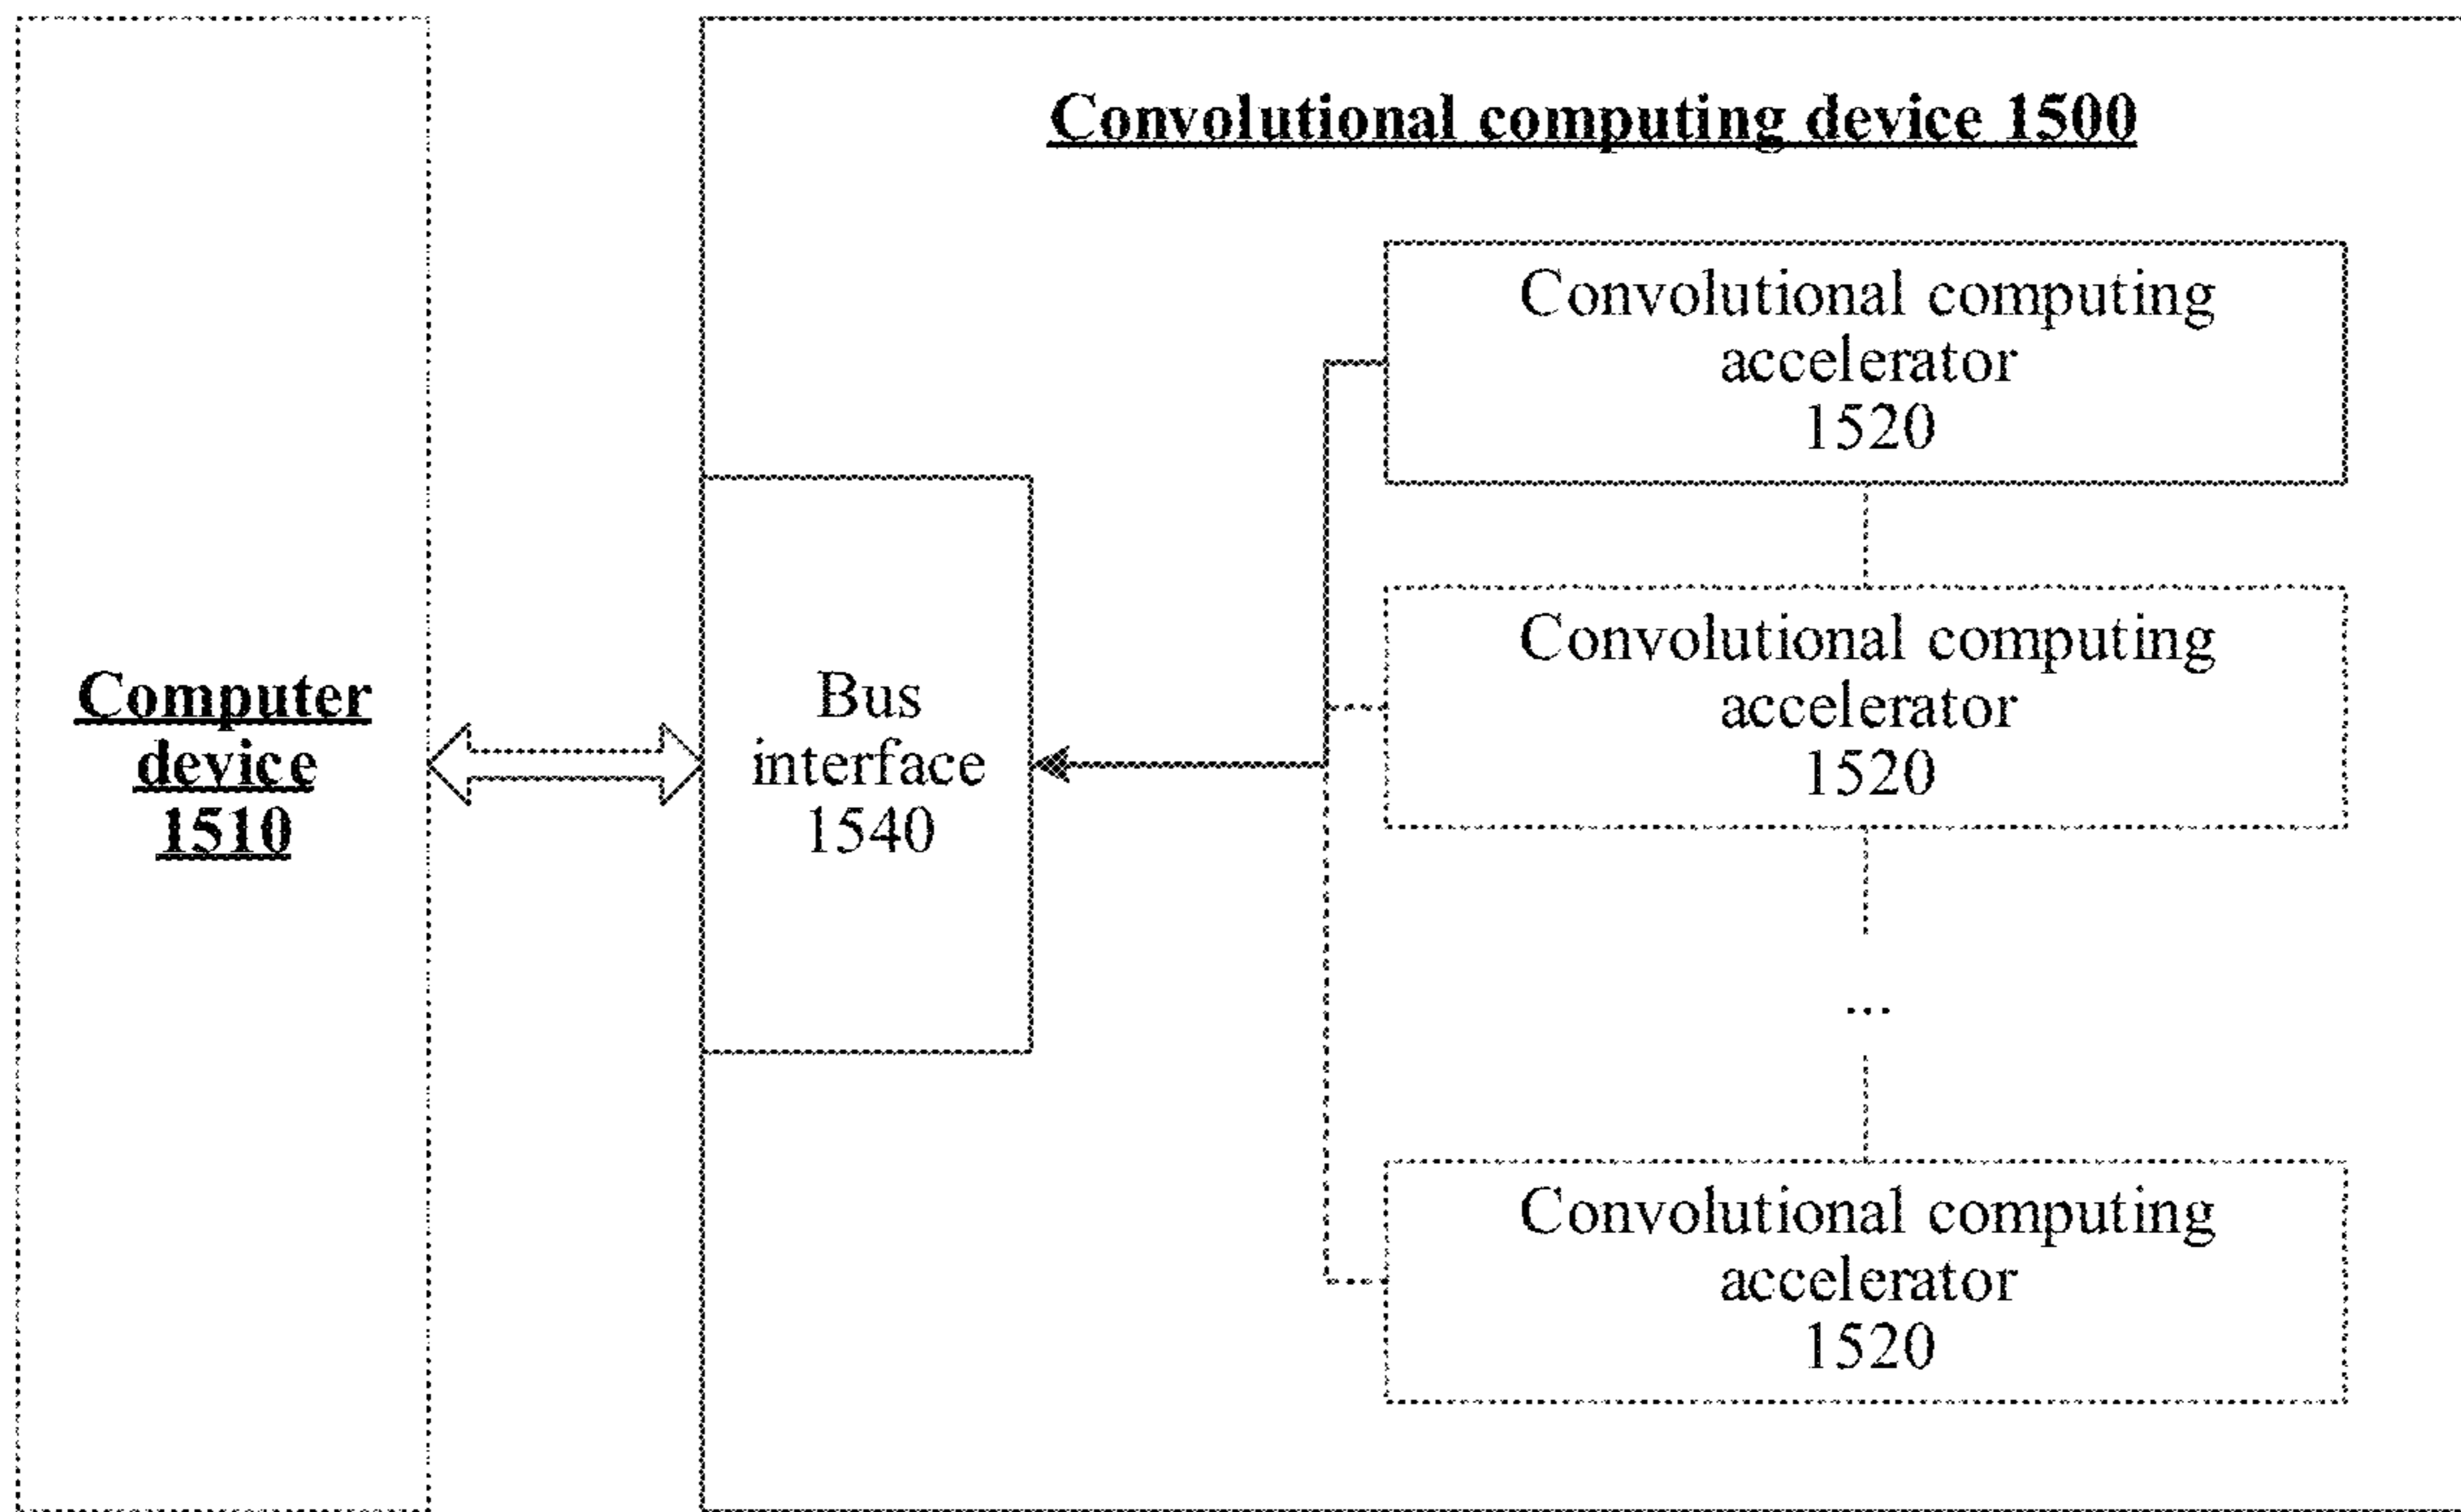 Convolutional computing device 1500
Computer
device
1510
Bus
interface
1540
Convolutional computing
accelerator
1520
Convolutional computing
accelerator
1520
...
Convolutional computing
accelerator
1520